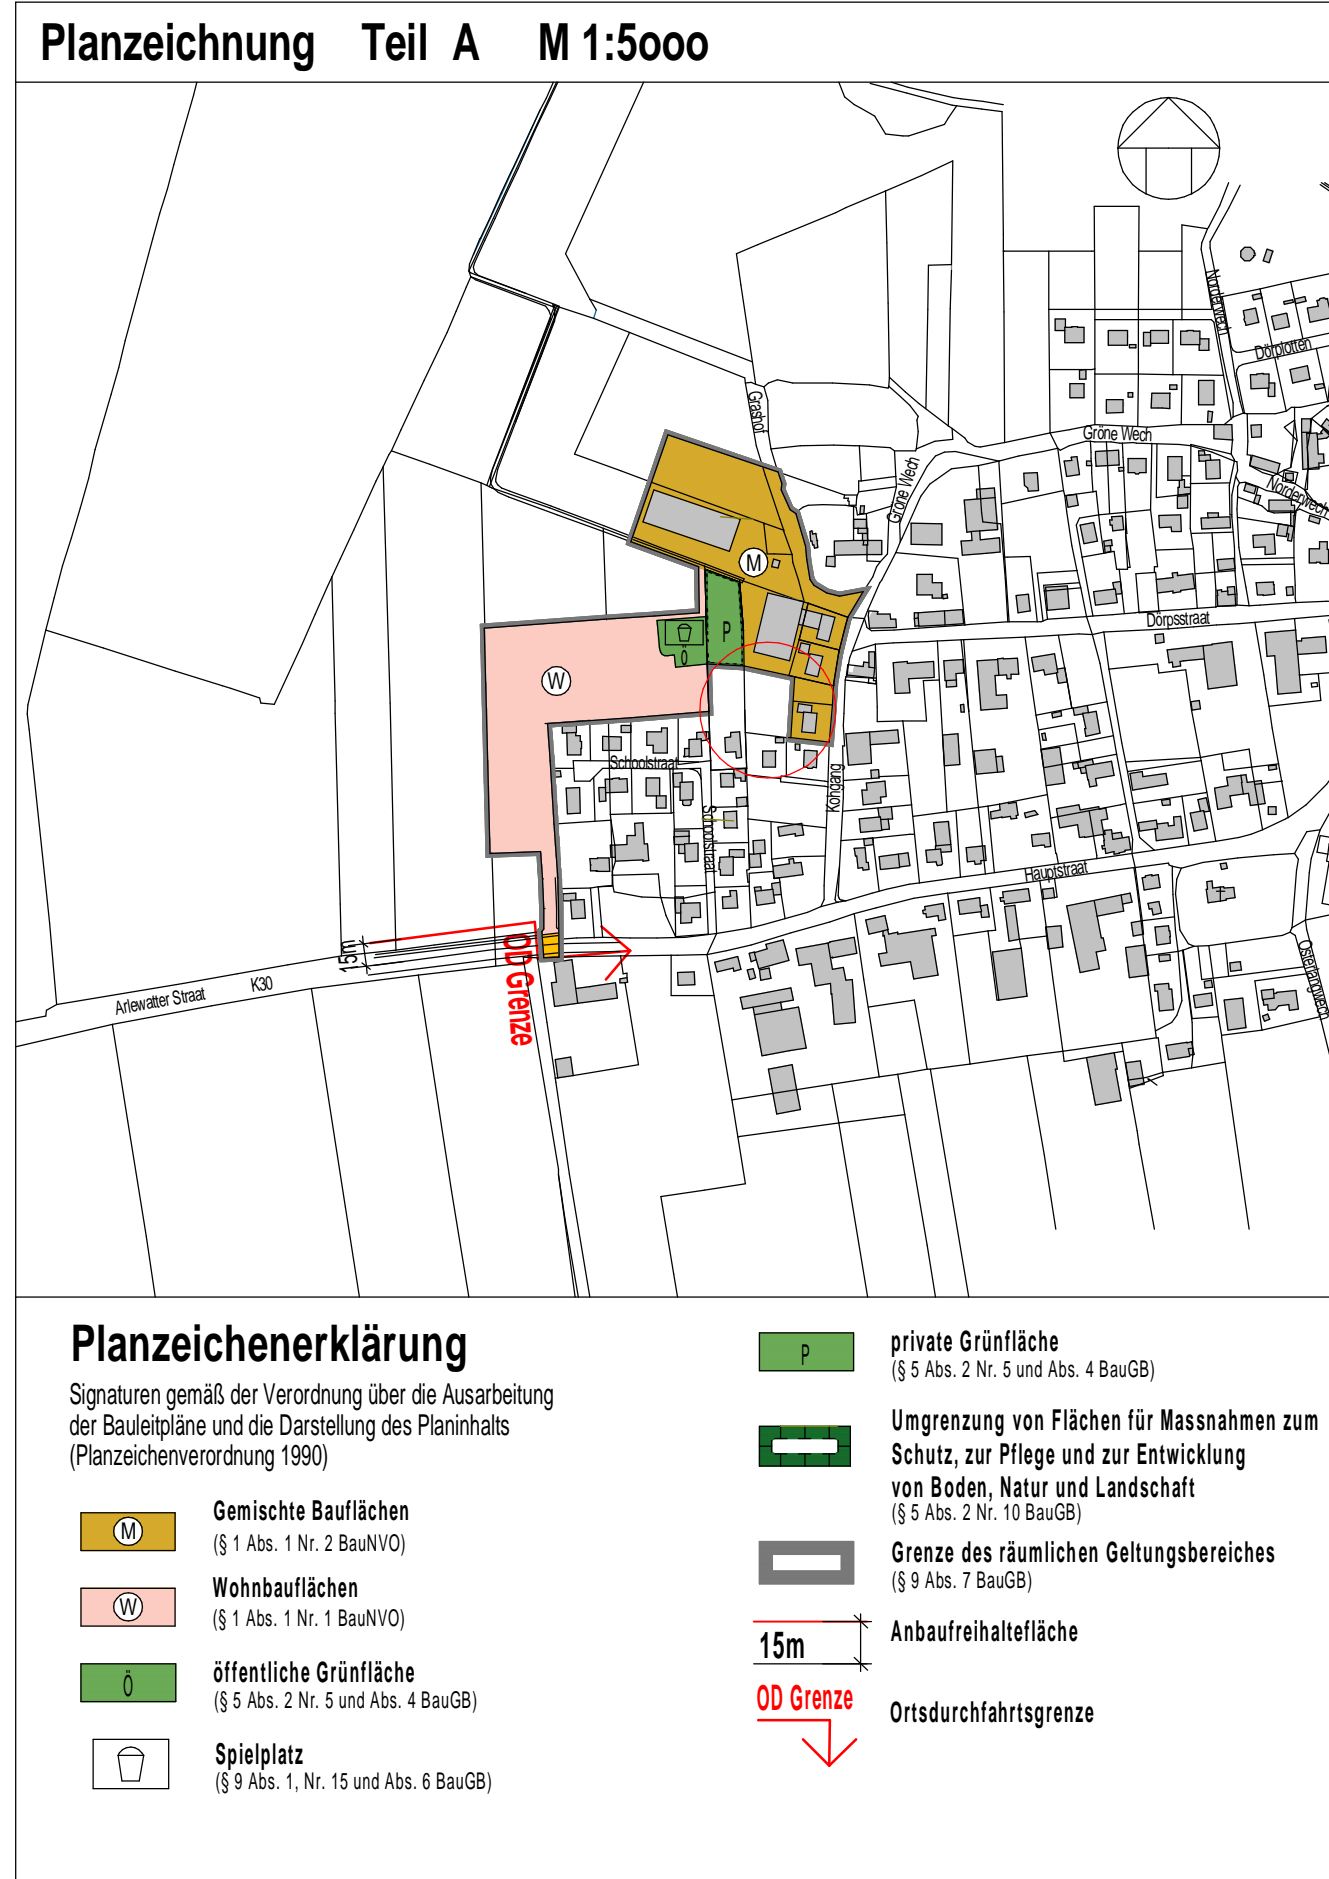 Planzeichnung Teil A M 1:5000
Norderwech
Dörplotten
Grashof
Gröne Wech
Gröne Wech
Norderwech
M
Dörpsstraat
P
Ö
W
Schoolstraat
Kohgang
Schoolstraat
Hauptstraat
15m
OD Grenze
Osterlangwech
Arlewatter Straat K30
Planzeichenerklärung
Signaturen gemäß der Verordnung über die Ausarbeitung
der Bauleitpläne und die Darstellung des Planinhalts
(Planzeichenverordnung 1990)
M
Gemischte Bauflächen
(§ 1 Abs. 1 Nr. 2 BauNVO)
W
Wohnbauflächen
(§ 1 Abs. 1 Nr. 1 BauNVO)
Ö
öffentliche Grünfläche
(§ 5 Abs. 2 Nr. 5 und Abs. 4 BauGB)
Spielplatz
(§ 9 Abs. 1, Nr. 15 und Abs. 6 BauGB)
P
private Grünfläche
(§ 5 Abs. 2 Nr. 5 und Abs. 4 BauGB)
Umgrenzung von Flächen für Massnahmen zum
Schutz, zur Pflege und zur Entwicklung
von Boden, Natur und Landschaft
(§ 5 Abs. 2 Nr. 10 BauGB)
Grenze des räumlichen Geltungsbereiches
(§ 9 Abs. 7 BauGB)
15m
Anbaufreihaltefläche
OD Grenze
Ortsdurchfahrtsgrenze